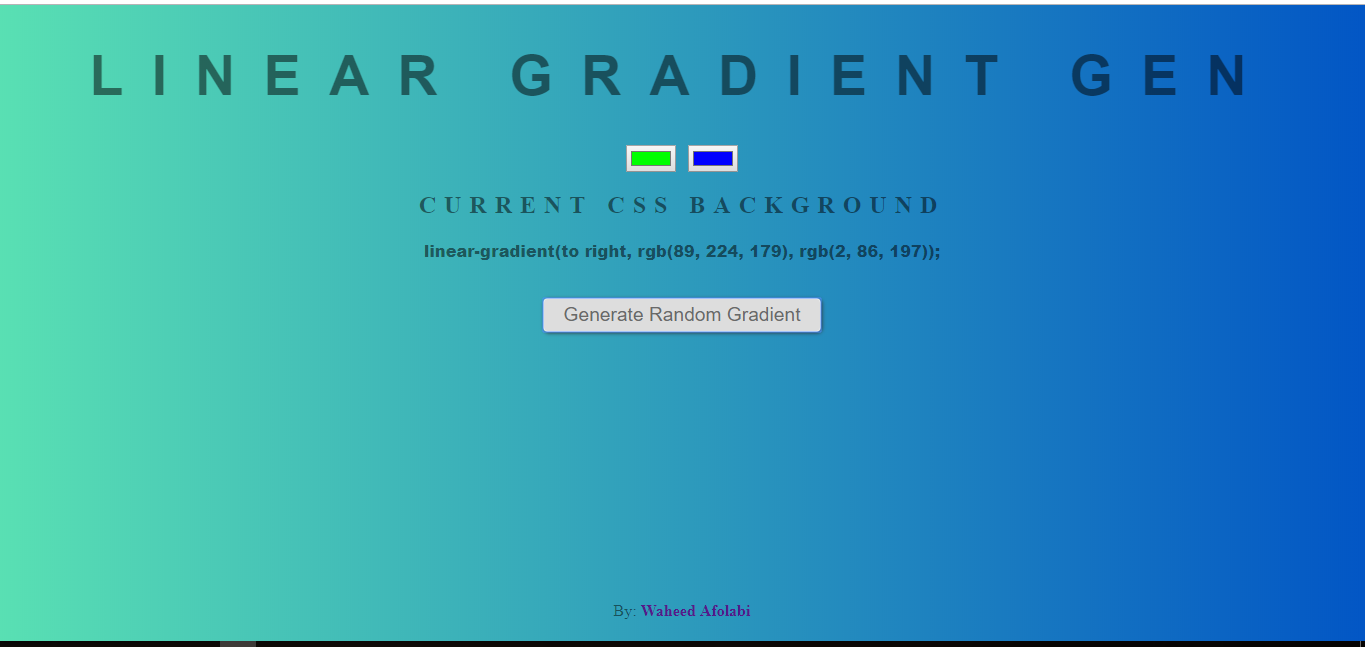 LINEAR GRADIENT GEN
CURRENT CSS BACKGROUND
linear-gradient(to right, rgb(89, 224, 179), rgb(2, 86, 197));
Generate Random Gradient
By: Waheed Afolabi